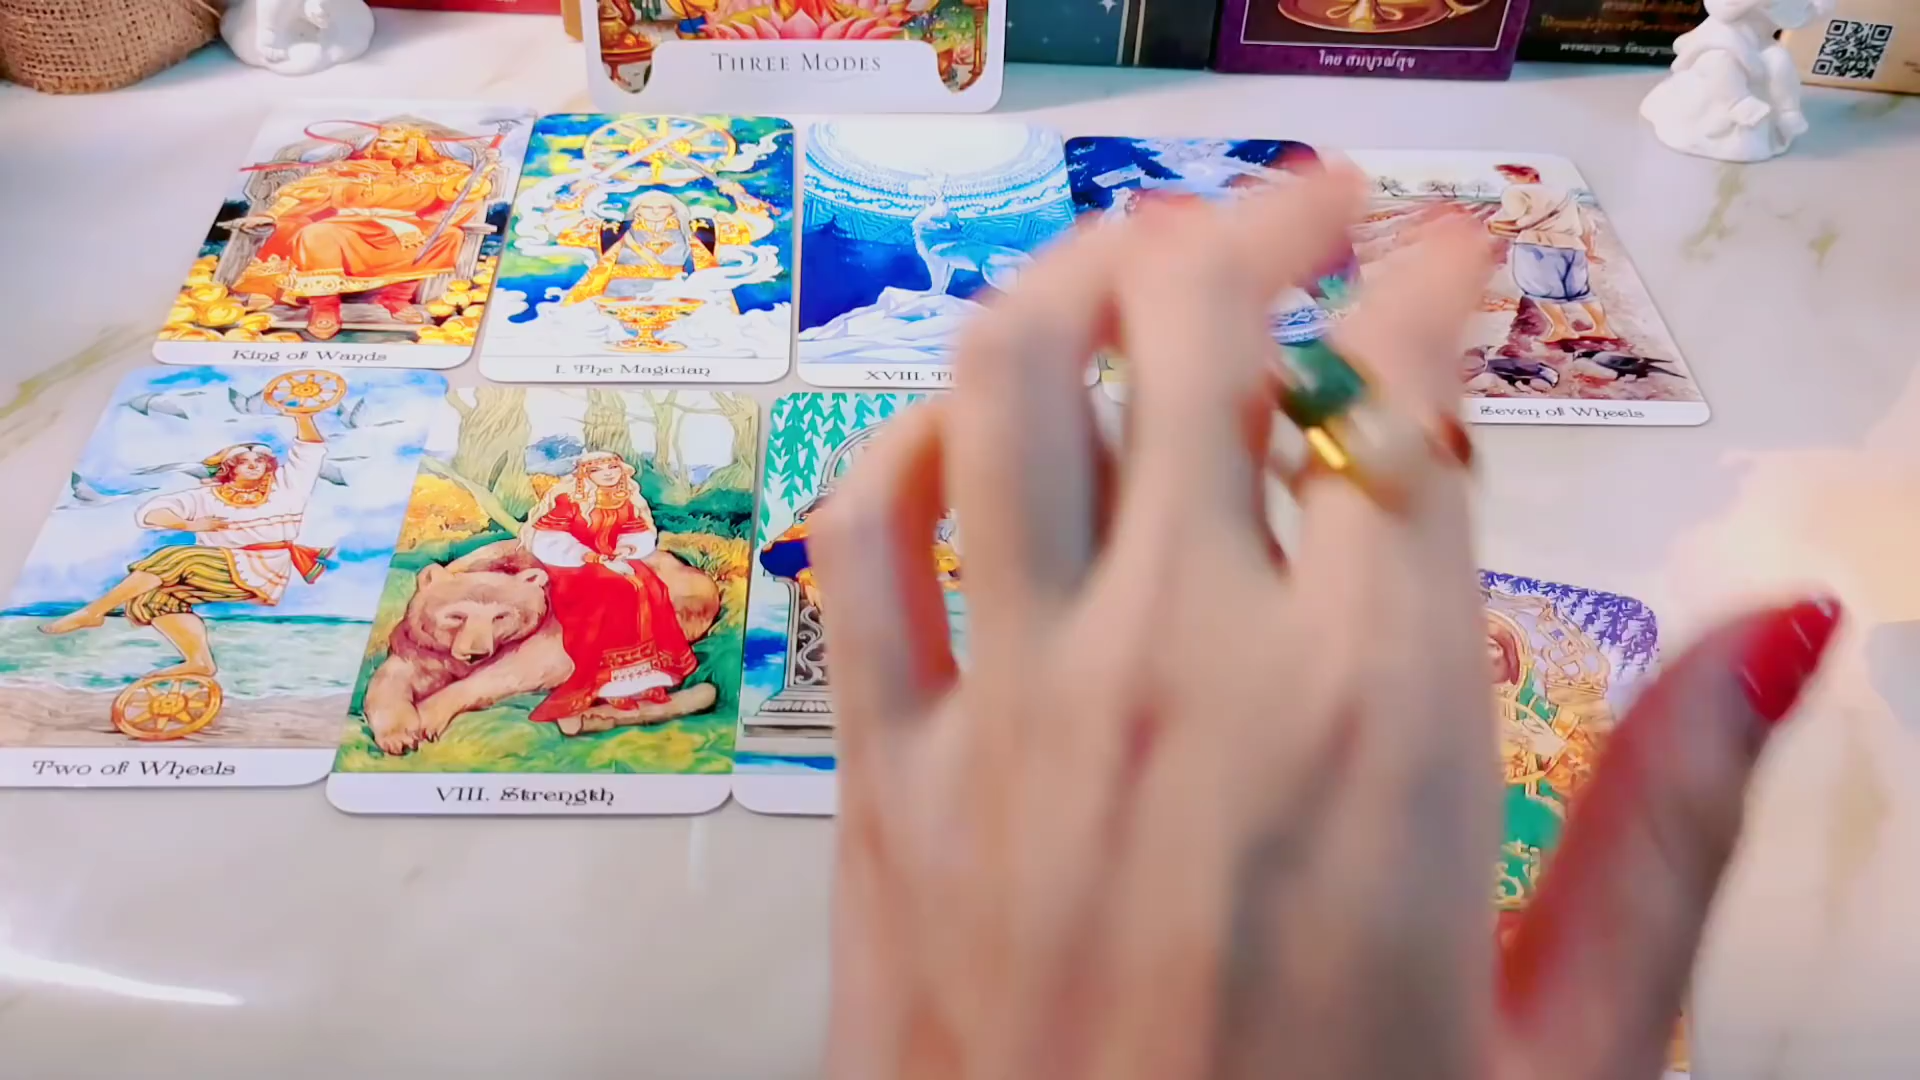 THREE MODES
โดย สมบูรณ์สุข
King of Wands
I. The Magician
XVIII.
Seven of Wheels
Two of Wheels
VIII. Strength